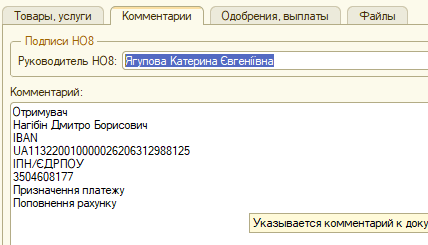 Товары, услуги
Комментарии
Одобрения, выплаты
Файлы
Подписи НО8
Руководитель НО8: Ягупова Катерина Євгеніївна
Комментарий:
Отримувач
Нагібін Дмитро Борисович
IBAN
UA113220010000026206312988125
ІПН/ЄДРПОУ
3504608177
Призначення платежу
Поповнення рахунку
Указывается комментарий к доку